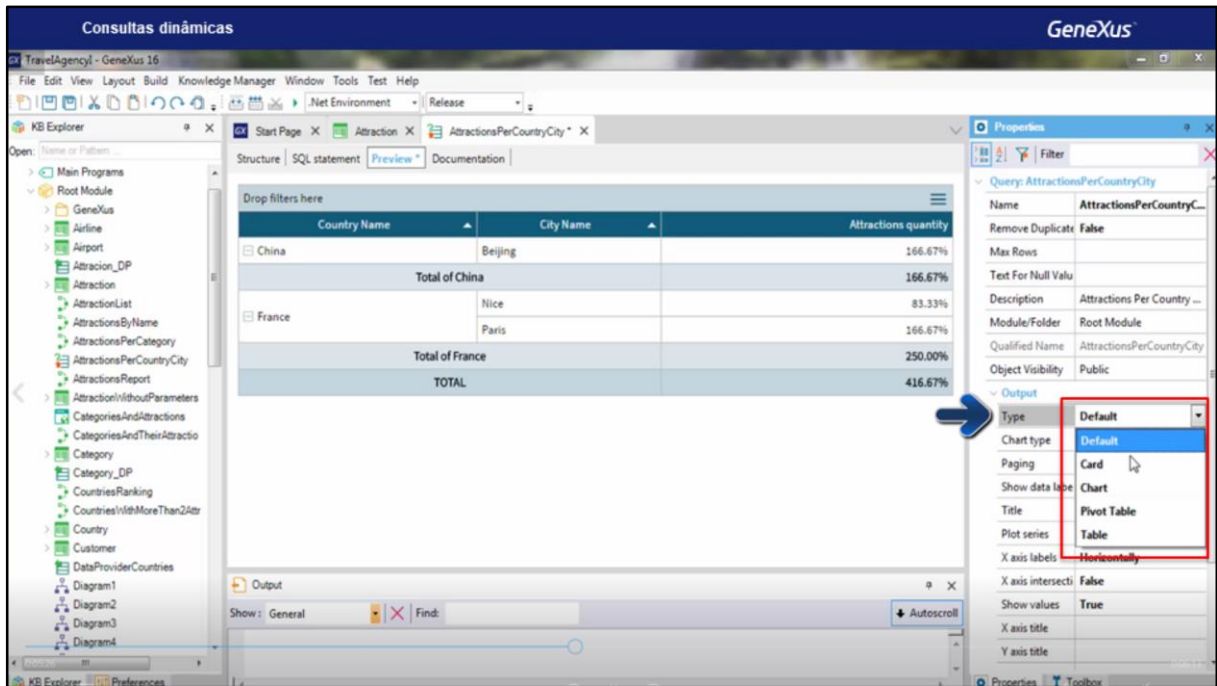 Consultas dinâmicas
GeneXus
TravelAgencyI - GeneXus 16
File Edit View Layout Build Knowledge Manager Window Tools Test Help
.Net Environment Release
KB Explorer
Open: Name or Pattern ...
Main Programs
Root Module
GeneXus
Airline
Airport
Attracion_DP
Attraction
AttractionList
AttractionsByName
AttractionsPerCategory
AttractionsPerCountryCity
AttractionsReport
AttractionWithoutParameters
CategoriesAndAttractions
CategoriesAndTheirAttractio
Category
Category_DP
CountriesRanking
CountriesWithMoreThan2Attr
Country
Customer
DataProviderCountries
Diagram1
Diagram2
Diagram3
Diagram4
KB Explorer Preferences
Start Page Attraction AttractionsPerCountryCity *
Structure SQL statement Preview * Documentation
Drop filters here
Country Name City Name Attractions quantity
China Beijing 166.67%
Total of China 166.67%
France Nice 83.33%
Paris 166.67%
Total of France 250.00%
TOTAL 416.67%
Output
Show: General Find: Autoscroll
Properties
Filter
Query: AttractionsPerCountryCity
Name AttractionsPerCountryC...
Remove Duplicate False
Max Rows
Text For Null Valu
Description Attractions Per Country ...
Module/Folder Root Module
Qualified Name AttractionsPerCountryCity
Object Visibility Public
Output
Type Default
Chart type Default
Paging Card
Show data labe Chart
Title Pivot Table
Plot series Table
X axis labels Horizontally
X axis intersecti False
Show values True
X axis title
Y axis title
Properties Toolbox